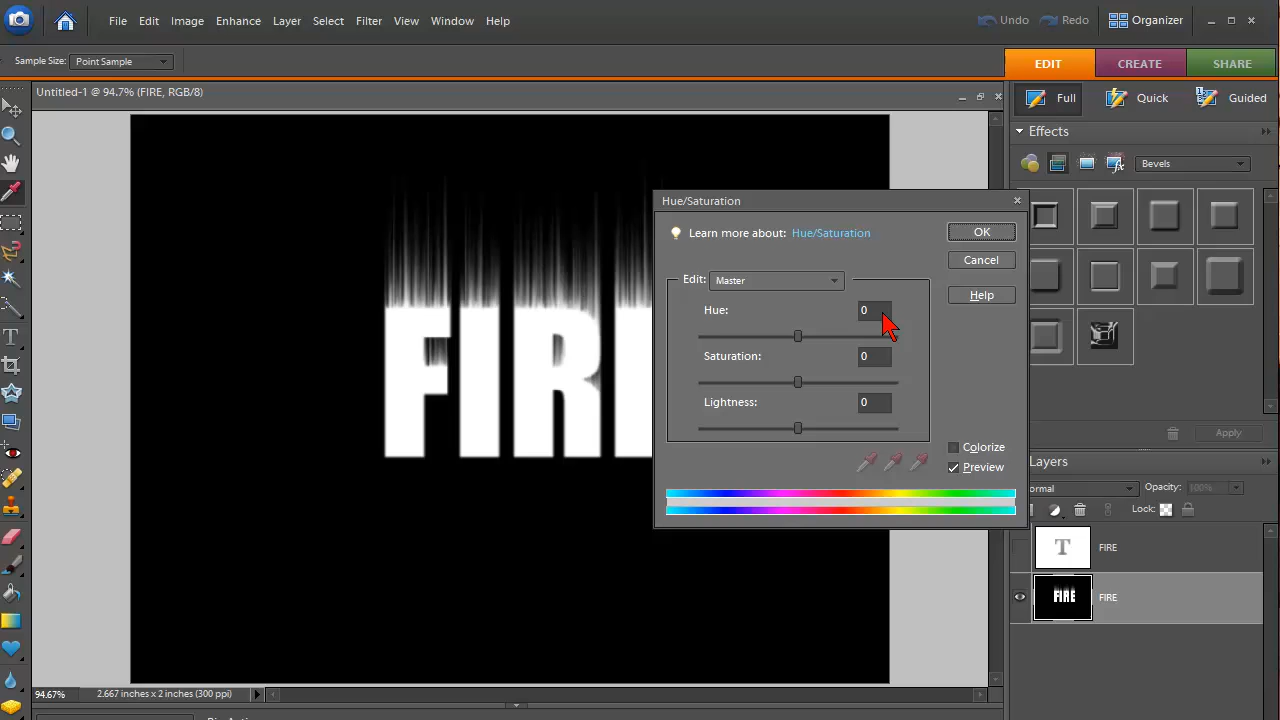 File Edit Image Enhance Layer Select Filter View Window Help Undo Redo Organizer
Sample Size: Point Sample
EDIT CREATE SHARE
Untitled-1 @ 94.7% (FIRE, RGB/8)
Full Quick Guided
Effects
Bevels
Hue/Saturation
Learn more about: Hue/Saturation
OK
Cancel
Help
Edit: Master
Hue: 0
Saturation: 0
Lightness: 0
Colorize
Preview
FIRE
Apply
Layers
ormal Opacity: 100%
Lock:
T FIRE
FIRE FIRE
94.67% 2.667 inches x 2 inches (300 ppi)